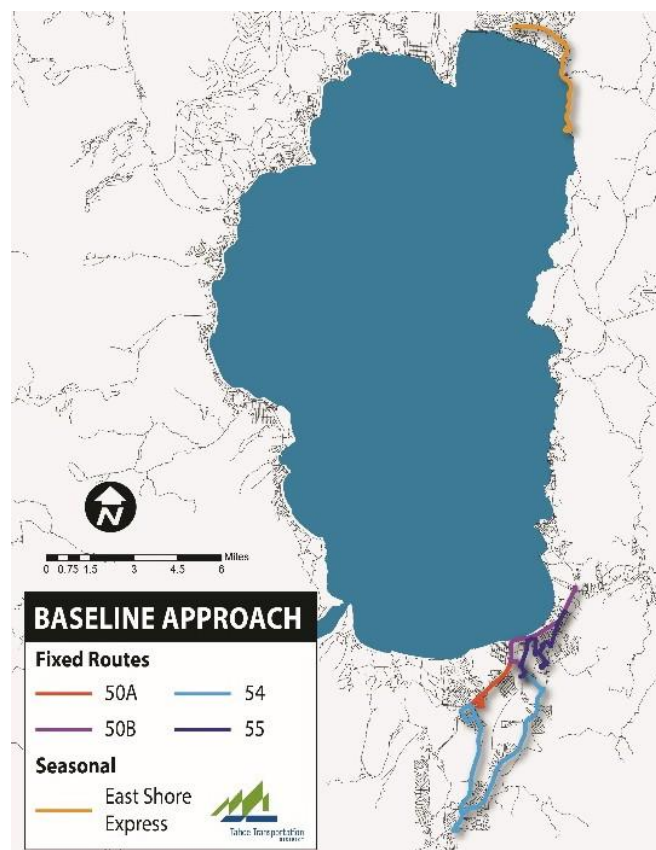 N
Miles
0 0.75 1.5 3 4.5 6
BASELINE APPROACH
Fixed Routes
50A 54
50B 55
Seasonal
East Shore
Express
Tahoe Transportation
DISTRICT